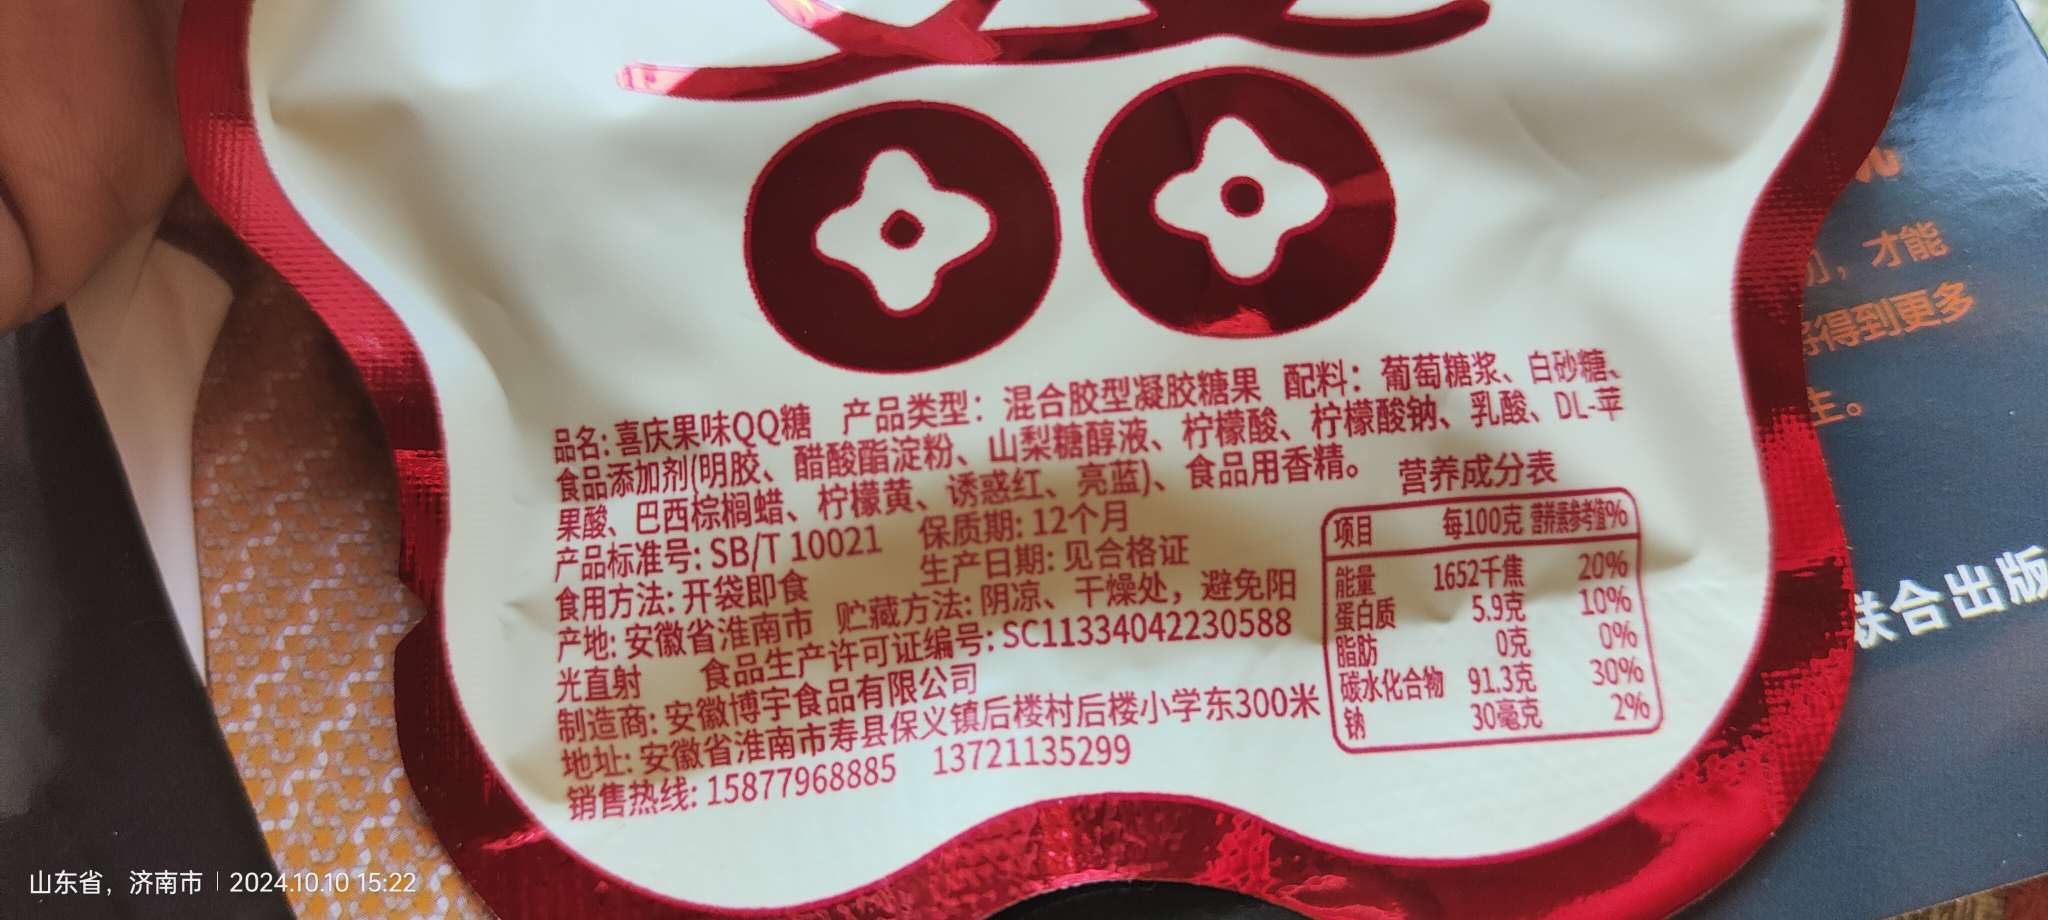 品名: 喜庆果味QQ糖 产品类型: 混合胶型凝胶糖果 配料: 葡萄糖浆、白砂糖、
食品添加剂(明胶、醋酸酯淀粉、山梨糖醇液、柠檬酸、柠檬酸钠、乳酸、DL-苹
果酸、巴西棕榈蜡、柠檬黄、诱惑红、亮蓝)、食品用香精。
产品标准号: SB/T 10021 保质期: 12个月
食用方法: 开袋即食 生产日期: 见合格证
产地: 安徽省淮南市 贮藏方法: 阴凉、干燥处, 避免阳
光直射 食品生产许可证编号: SC11334042230588
制造商: 安徽博宇食品有限公司
地址: 安徽省淮南市寿县保义镇后楼村后楼小学东300米
销售热线: 15877968885 13721135299
营养成分表
项目 每100克 营养素参考值%
能量 1652千焦 20%
蛋白质 5.9克 10%
脂肪 0克 0%
碳水化合物 91.3克 30%
钠 30毫克 2%
, 才能
得到更多
生。
联合出版
山东省, 济南市 | 2024.10.10 15:22